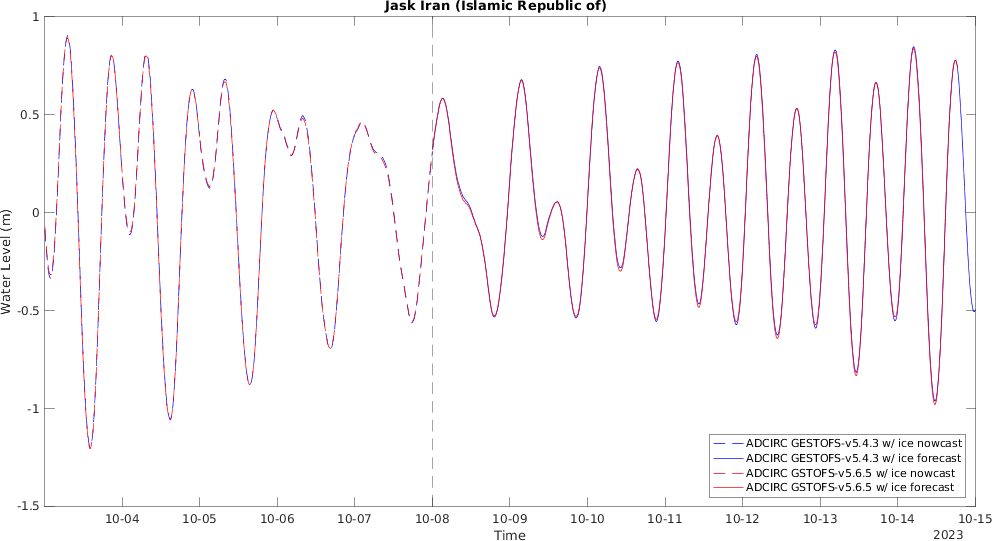 Jask Iran (Islamic Republic of)
1
0.5
0
-0.5
-1
-1.5
Water Level (m)
ADCIRC GESTOFS-v5.4.3 w/ ice nowcast
ADCIRC GESTOFS-v5.4.3 w/ ice forecast
ADCIRC GSTOFS-v5.6.5 w/ ice nowcast
ADCIRC GSTOFS-v5.6.5 w/ ice forecast
10-04 10-05 10-06 10-07 10-08 10-09 10-10 10-11 10-12 10-13 10-14 10-15
Time
2023